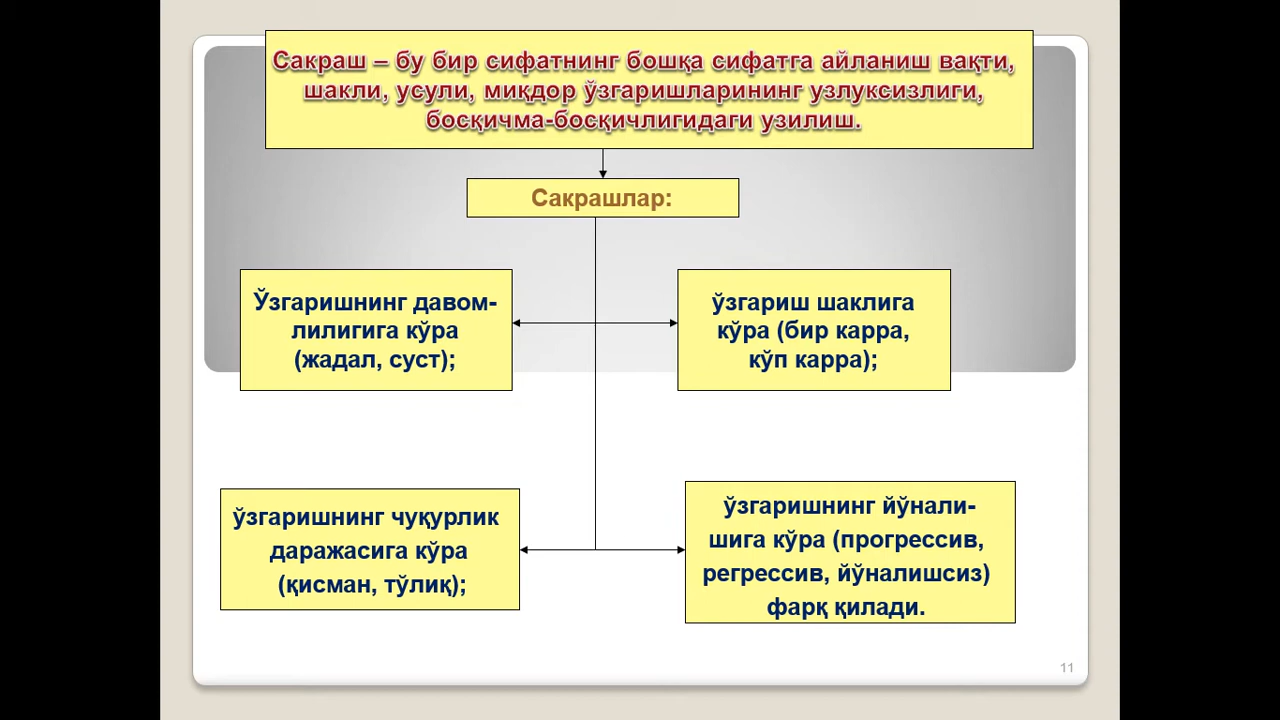 Сакраш – бу бир сифатнинг бошқа сифатга айланиш вақти,
шакли, усули, миқдор ўзгаришларининг узлуксизлиги,
босқичма-босқичлигидаги узилиш.
Сакрашлар:
Ўзгаришнинг давом-
лилигига кўра
(жадал, суст);
ўзгариш шаклига
кўра (бир карра,
кўп карра);
ўзгаришнинг чуқурлик
даражасига кўра
(қисман, тўлиқ);
ўзгаришнинг йўнали-
шига кўра (прогрессив,
регрессив, йўналишсиз)
фарқ қилади.
11